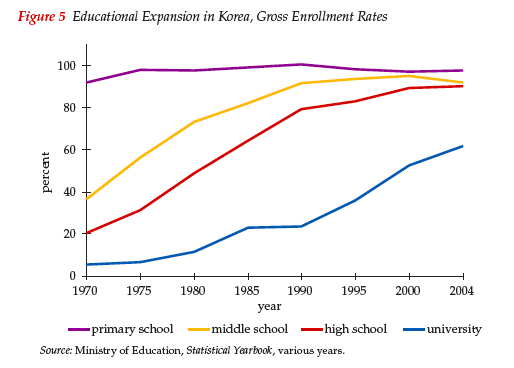 Figure 5 Educational Expansion in Korea, Gross Enrollment Rates
100
80
60
40
20
0
percent
1970 1975 1980 1985 1990 1995 2000 2004
year
primary school middle school high school university
Source: Ministry of Education, Statistical Yearbook, various years.